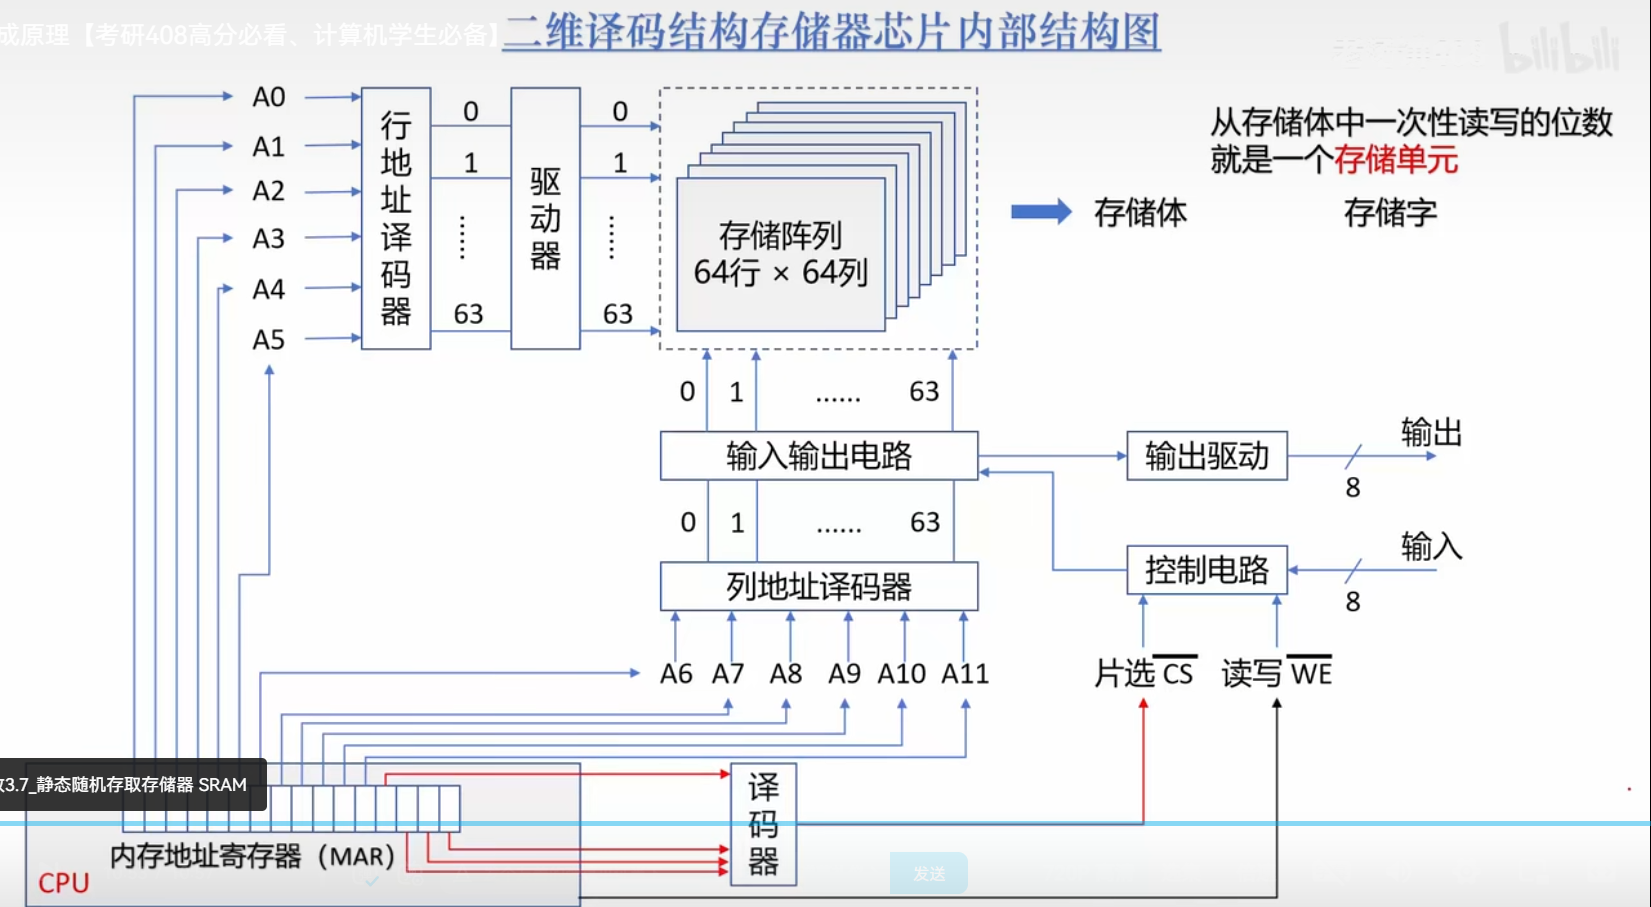 成原理【考研408高分必看、计算机学生必备】
二维译码结构存储器芯片内部结构图
bilibili
从存储体中一次性读写的位数
就是一个存储单元
存储体
存储字
A0
A1
A2
A3
A4
A5
行地址译码器
0
1
......
63
驱动器
0
1
......
63
存储阵列
64行 × 64列
0 1 ...... 63
输入输出电路
输出驱动
输出
8
0 1 ...... 63
列地址译码器
控制电路
输入
8
A6 A7 A8 A9 A10 A11
片选 CS
读写 WE
3.7_静态随机存取存储器 SRAM
内存地址寄存器（MAR）
CPU
译码器
发送